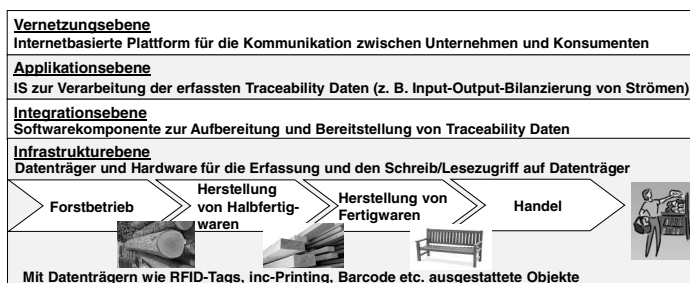 Vernetzungsebene
Internetbasierte Plattform für die Kommunikation zwischen Unternehmen und Konsumenten
Applikationsebene
IS zur Verarbeitung der erfassten Traceability Daten (z. B. Input-Output-Bilanzierung von Strömen)
Integrationsebene
Softwarekomponente zur Aufbereitung und Bereitstellung von Traceability Daten
Infrastrukturebene
Datenträger und Hardware für die Erfassung und den Schreib/Lesezugriff auf Datenträger
Forstbetrieb
Herstellung
von Halbfertig-
waren
Herstellung von
Fertigwaren
Handel
Mit Datenträgern wie RFID-Tags, inc-Printing, Barcode etc. ausgestattete Objekte